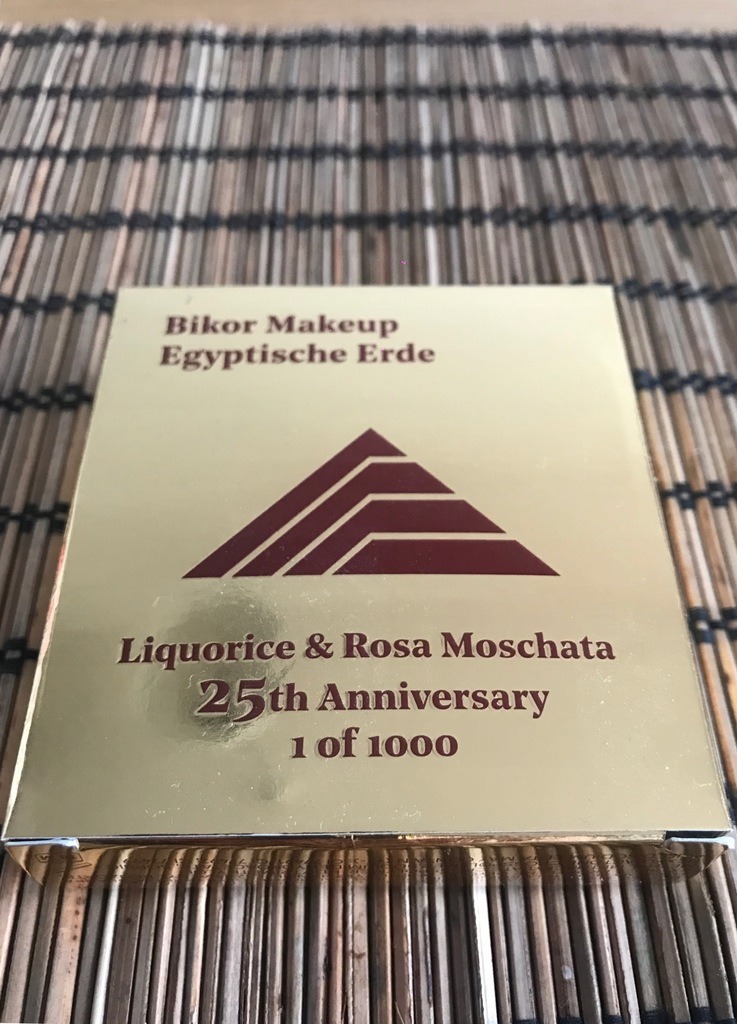 Bikor Makeup
Egyptische Erde
Liquorice & Rosa Moschata
25th Anniversary
1 of 1000